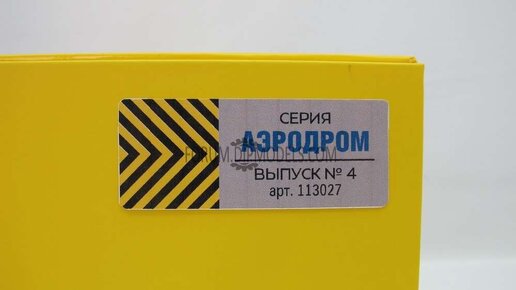 СЕРИЯ
АЭРОДРОМ
FORUM.DIPMODELS.COM
ВЫПУСК № 4
арт. 113027